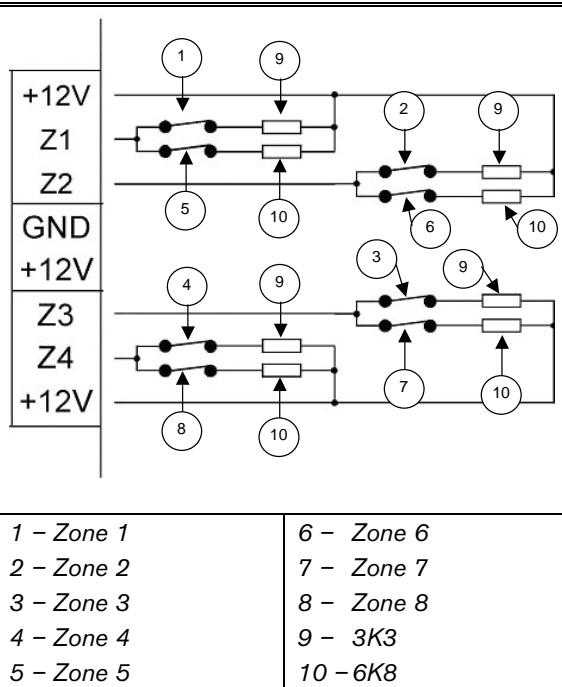 1
9
+12V
2
9
Z1
Z2
5
10
6
10
GND
+12V
3
9
4
9
Z3
Z4
7
10
+12V
8
10
1 – Zone 1
2 – Zone 2
3 – Zone 3
4 – Zone 4
5 – Zone 5
6 – Zone 6
7 – Zone 7
8 – Zone 8
9 – 3K3
10 – 6K8